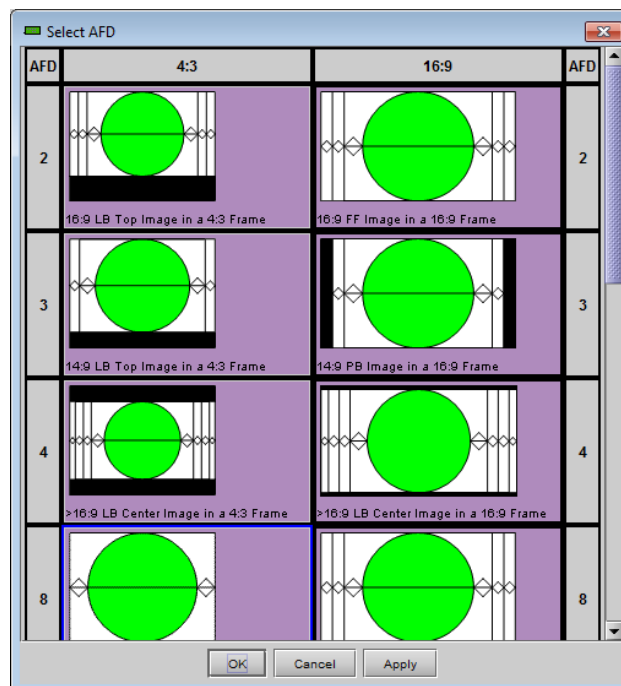 Select AFD
AFD 4:3 16:9 AFD
2 2
16:9 LB Top Image in a 4:3 Frame 16:9 FF Image in a 16:9 Frame
3 3
14:9 LB Top Image in a 4:3 Frame 14:9 PB Image in a 16:9 Frame
4 4
>16:9 LB Center Image in a 4:3 Frame >16:9 LB Center Image in a 16:9 Frame
8 8
OK Cancel Apply